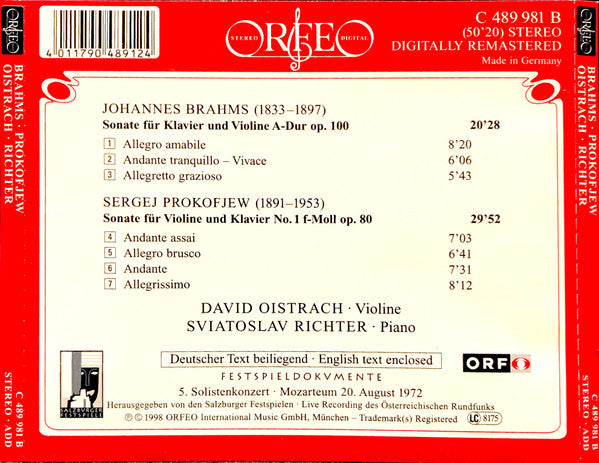 BRAHMS · PROKOFJEW
OISTRACH · RICHTER
C 489 981 B
STEREO · ADD
4 011790 489124
ORFEO
STEREO DIGITAL
ORFEO
C 489 981 B
(50'20) STEREO
DIGITALLY REMASTERED
Made in Germany
JOHANNES BRAHMS (1833–1897)
Sonate für Klavier und Violine A-Dur op. 100 20'28
1 Allegro amabile 8'20
2 Andante tranquillo – Vivace 6'06
3 Allegretto grazioso 5'43
SERGEJ PROKOFJEW (1891–1953)
Sonate für Violine und Klavier No. 1 f-Moll op. 80 29'52
4 Andante assai 7'03
5 Allegro brusco 6'41
6 Andante 7'31
7 Allegrissimo 8'12
DAVID OISTRACH · Violine
SVIATOSLAV RICHTER · Piano
Deutscher Text beiliegend · English text enclosed
FESTSPIELDOKVMENTE
5. Solistenkonzert · Mozarteum 20. August 1972
Herausgegeben von den Salzburger Festspielen · Live Recording des Österreichischen Rundfunks
Ⓟ © 1998 ORFEO International Music GmbH, München – Trademark(s) Registered
LC 8175
SALZBURGER
FESTSPIELE
ORF
BRAHMS · PROKOFJEW
OISTRACH · RICHTER
C 489 981 B
STEREO · ADD